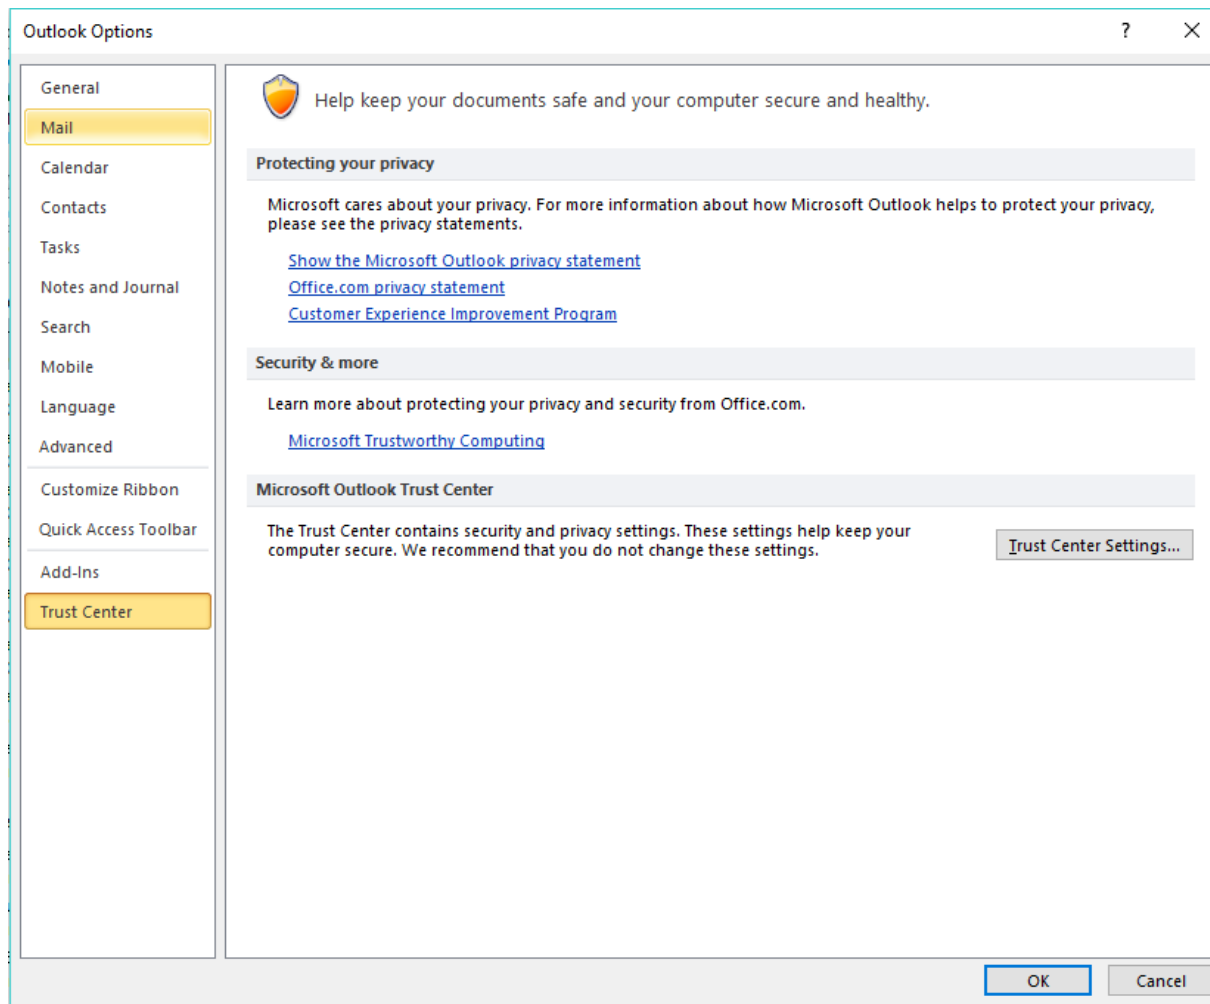 Outlook Options
?
General
Mail
Calendar
Contacts
Tasks
Notes and Journal
Search
Mobile
Language
Advanced
Customize Ribbon
Quick Access Toolbar
Add-Ins
Trust Center
Help keep your documents safe and your computer secure and healthy.
Protecting your privacy
Microsoft cares about your privacy. For more information about how Microsoft Outlook helps to protect your privacy,
please see the privacy statements.
Show the Microsoft Outlook privacy statement
Office.com privacy statement
Customer Experience Improvement Program
Security & more
Learn more about protecting your privacy and security from Office.com.
Microsoft Trustworthy Computing
Microsoft Outlook Trust Center
The Trust Center contains security and privacy settings. These settings help keep your
computer secure. We recommend that you do not change these settings.
Trust Center Settings...
OK
Cancel